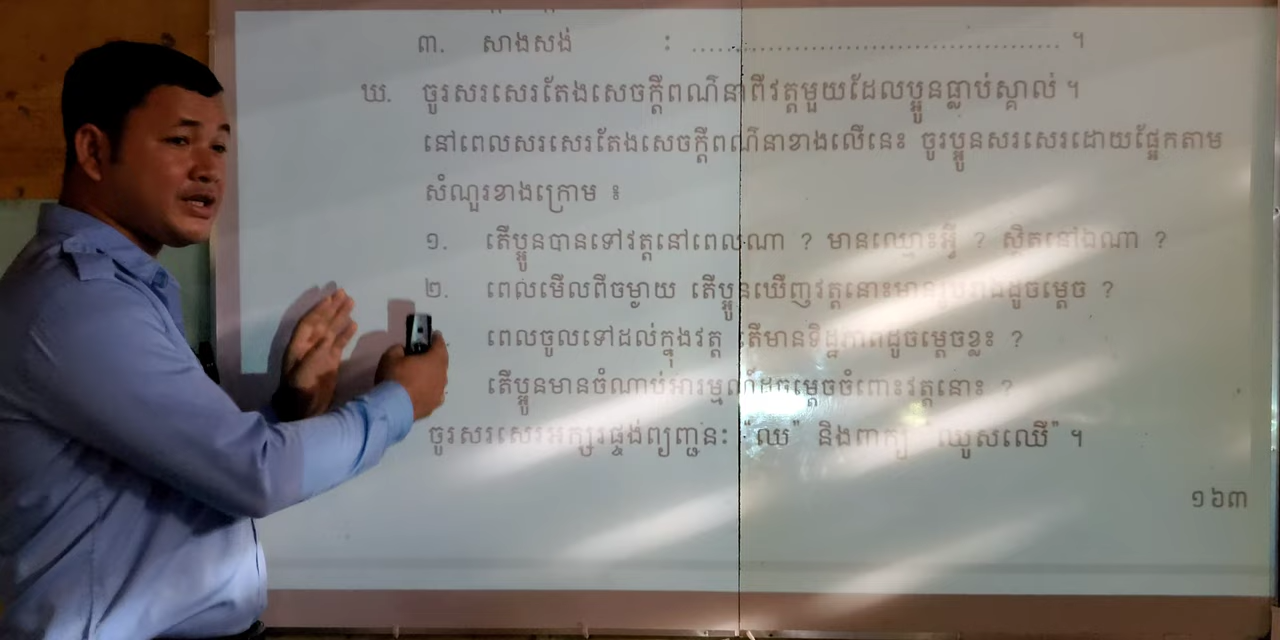 ៣. សាងសង់ : ........................................ ។
ឃ. ចូរសរសេរតែងសេចក្តីពណ៌នាពីវត្តមួយដែលប្អូនធ្លាប់ស្គាល់ ។
នៅពេលសរសេរតែងសេចក្តីពណ៌នាខាងលើនេះ ចូរប្អូនសរសេរដោយផ្អែកតាម
សំណួរខាងក្រោម ៖
១. តើប្អូនបានទៅវត្តនៅពេលណា ? មានឈ្មោះអ្វី ? ស្ថិតនៅឯណា ?
២. ពេលមើលពីចម្ងាយ តើប្អូនឃើញវត្តនោះមានរូបរាងដូចម្តេច ?
ពេលចូលទៅដល់ក្នុងវត្ត តើមានទិដ្ឋភាពដូចម្តេចខ្លះ ?
តើប្អូនមានចំណាប់អារម្មណ៍ដូចម្តេចចំពោះវត្តនោះ ?
ចូរសរសេរអក្សរផ្ចង់ព្យញ្ជនៈ "ឈ" និងពាក្យ "ឈូសឈើ" ។
១៦៣